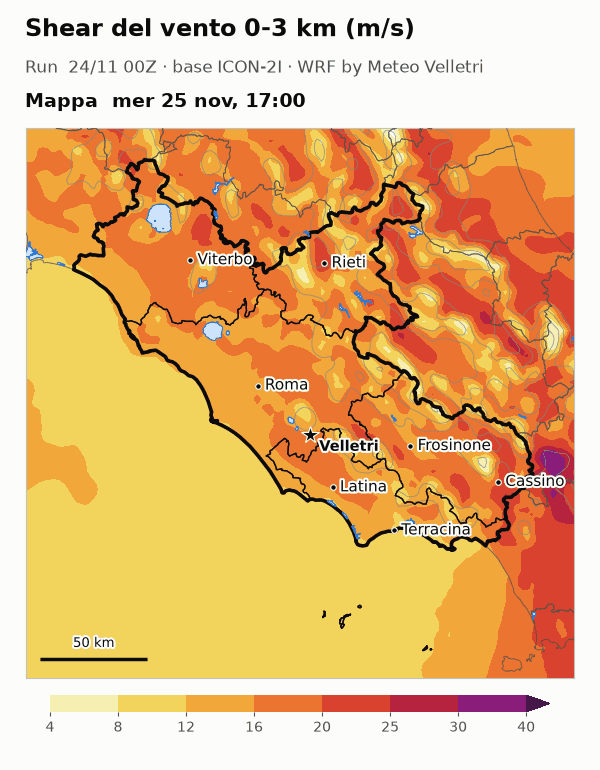 Shear del vento 0-3 km (m/s)
Run  24/11 00Z · base ICON-2I · WRF by Meteo Velletri
Mappa  mer 25 nov, 17:00
Viterbo
Rieti
Roma
Velletri
Frosinone
Cassino
Latina
Terracina
50 km
4 8 12 16 20 25 30 40